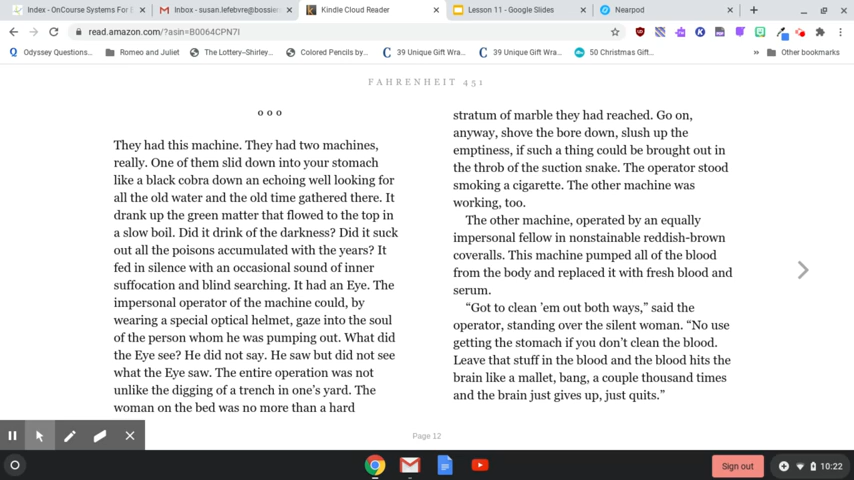 Index - OnCourse Systems For E
Inbox - susan.lefebvre@bossier
Kindle Cloud Reader
Lesson 11 - Google Slides
Nearpod
read.amazon.com/?asin=B0064CPN7I
Odyssey Questions...
Romeo and Juliet
The Lottery--Shirley...
Colored Pencils by...
39 Unique Gift Wra...
39 Unique Gift Wra...
50 Christmas Gift...
»
Other bookmarks
FAHRENHEIT 451
o o o
They had this machine. They had two machines,
really. One of them slid down into your stomach
like a black cobra down an echoing well looking for
all the old water and the old time gathered there. It
drank up the green matter that flowed to the top in
a slow boil. Did it drink of the darkness? Did it suck
out all the poisons accumulated with the years? It
fed in silence with an occasional sound of inner
suffocation and blind searching. It had an Eye. The
impersonal operator of the machine could, by
wearing a special optical helmet, gaze into the soul
of the person whom he was pumping out. What did
the Eye see? He did not say. He saw but did not see
what the Eye saw. The entire operation was not
unlike the digging of a trench in one's yard. The
woman on the bed was no more than a hard
stratum of marble they had reached. Go on,
anyway, shove the bore down, slush up the
emptiness, if such a thing could be brought out in
the throb of the suction snake. The operator stood
smoking a cigarette. The other machine was
working, too.
The other machine, operated by an equally
impersonal fellow in nonstainable reddish-brown
coveralls. This machine pumped all of the blood
from the body and replaced it with fresh blood and
serum.
“Got to clean ’em out both ways,” said the
operator, standing over the silent woman. “No use
getting the stomach if you don’t clean the blood.
Leave that stuff in the blood and the blood hits the
brain like a mallet, bang, a couple thousand times
and the brain just gives up, just quits.”
Page 12
Sign out
10:22